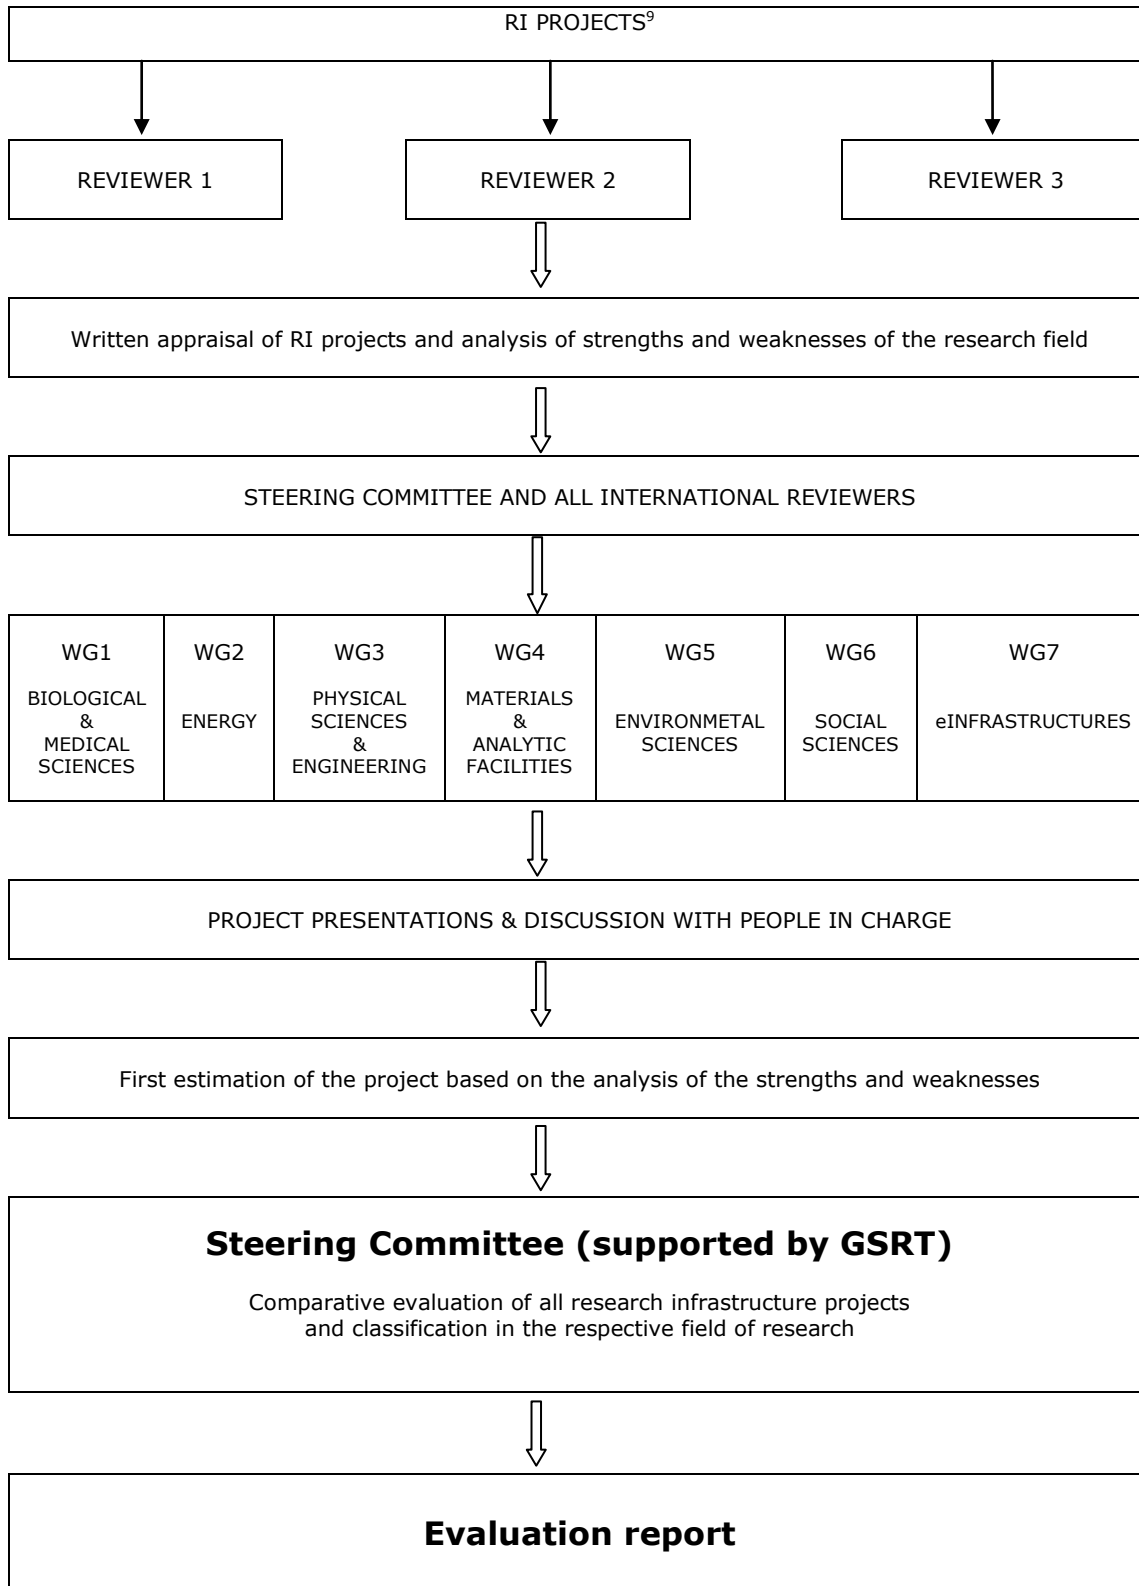 RI PROJECTS⁹
REVIEWER 1
REVIEWER 2
REVIEWER 3
Written appraisal of RI projects and analysis of strengths and weaknesses of the research field
STEERING COMMITTEE AND ALL INTERNATIONAL REVIEWERS
WG1
BIOLOGICAL
&
MEDICAL
SCIENCES
WG2
ENERGY
WG3
PHYSICAL
SCIENCES
&
ENGINEERING
WG4
MATERIALS
&
ANALYTIC
FACILITIES
WG5
ENVIRONMETAL
SCIENCES
WG6
SOCIAL
SCIENCES
WG7
eINFRASTRUCTURES
PROJECT PRESENTATIONS & DISCUSSION WITH PEOPLE IN CHARGE
First estimation of the project based on the analysis of the strengths and weaknesses
Steering Committee (supported by GSRT)
Comparative evaluation of all research infrastructure projects
and classification in the respective field of research
Evaluation report